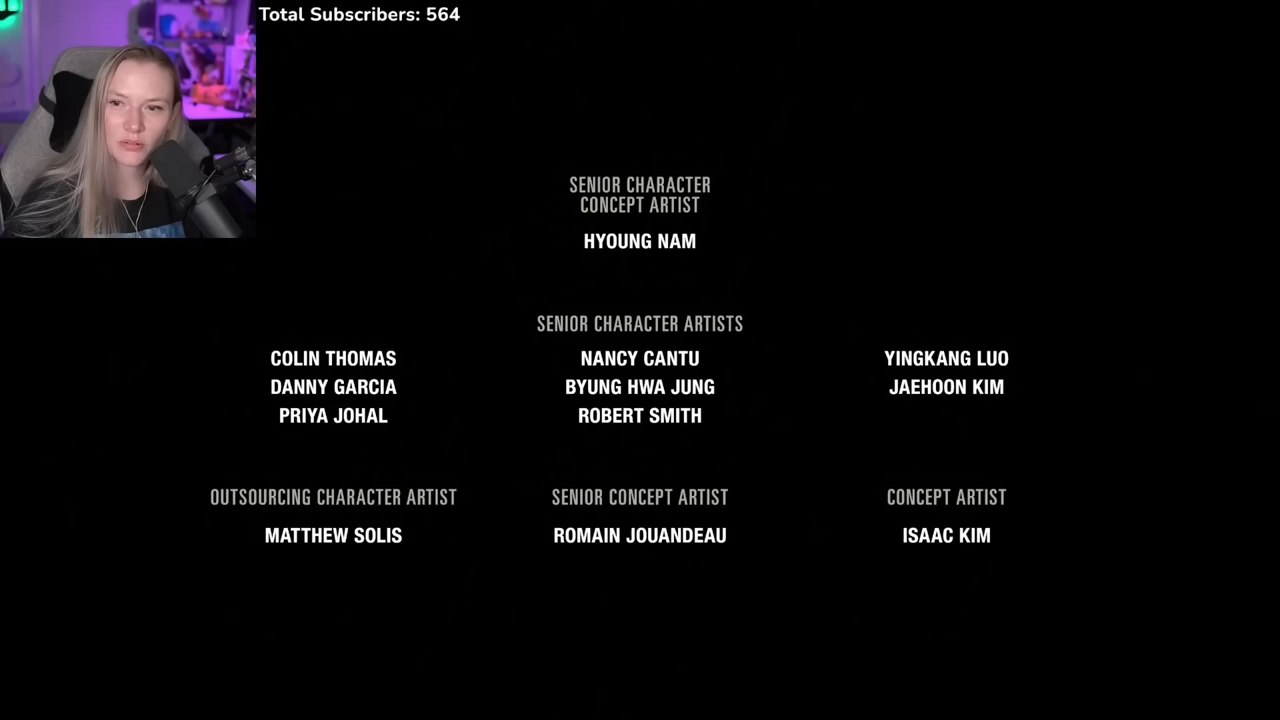 Total Subscribers: 564
SENIOR CHARACTER
CONCEPT ARTIST
HYOUNG NAM
SENIOR CHARACTER ARTISTS
COLIN THOMAS
NANCY CANTU
YINGKANG LUO
DANNY GARCIA
BYUNG HWA JUNG
JAEHOON KIM
PRIYA JOHAL
ROBERT SMITH
OUTSOURCING CHARACTER ARTIST
SENIOR CONCEPT ARTIST
CONCEPT ARTIST
MATTHEW SOLIS
ROMAIN JOUANDEAU
ISAAC KIM